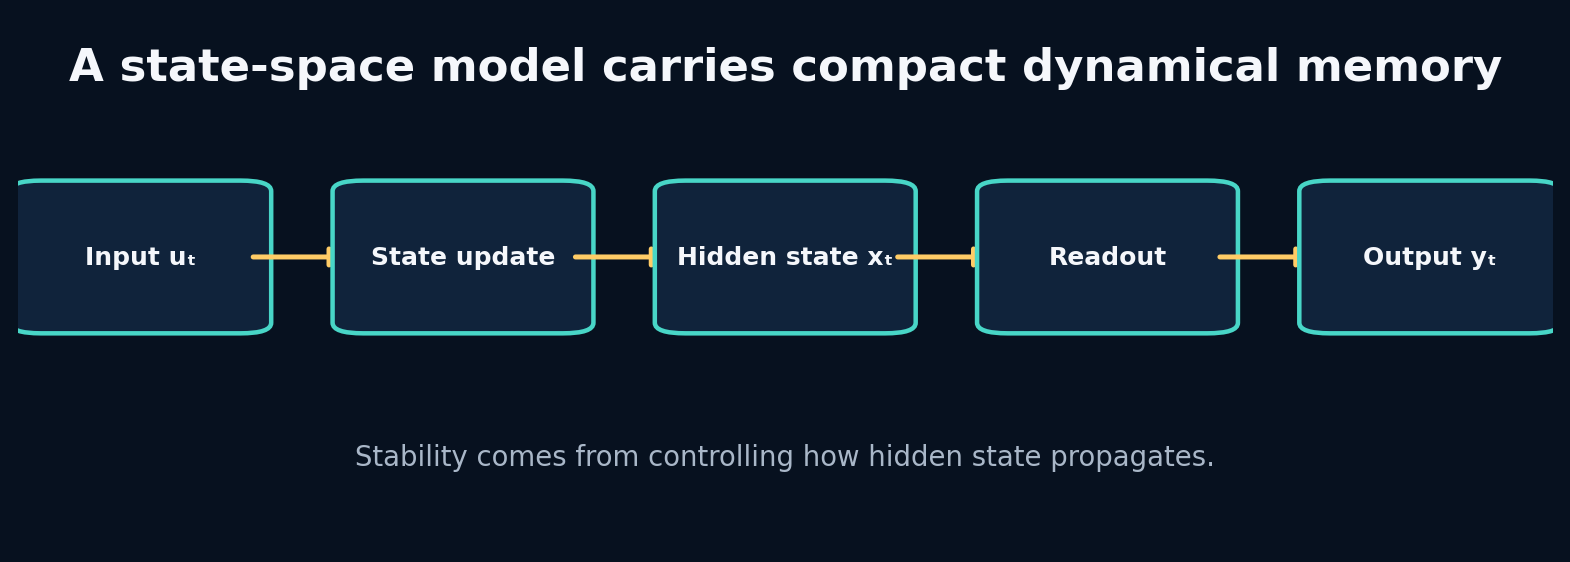 A state-space model carries compact dynamical memory
Input uₜ
State update
Hidden state xₜ
Readout
Output yₜ
Stability comes from controlling how hidden state propagates.